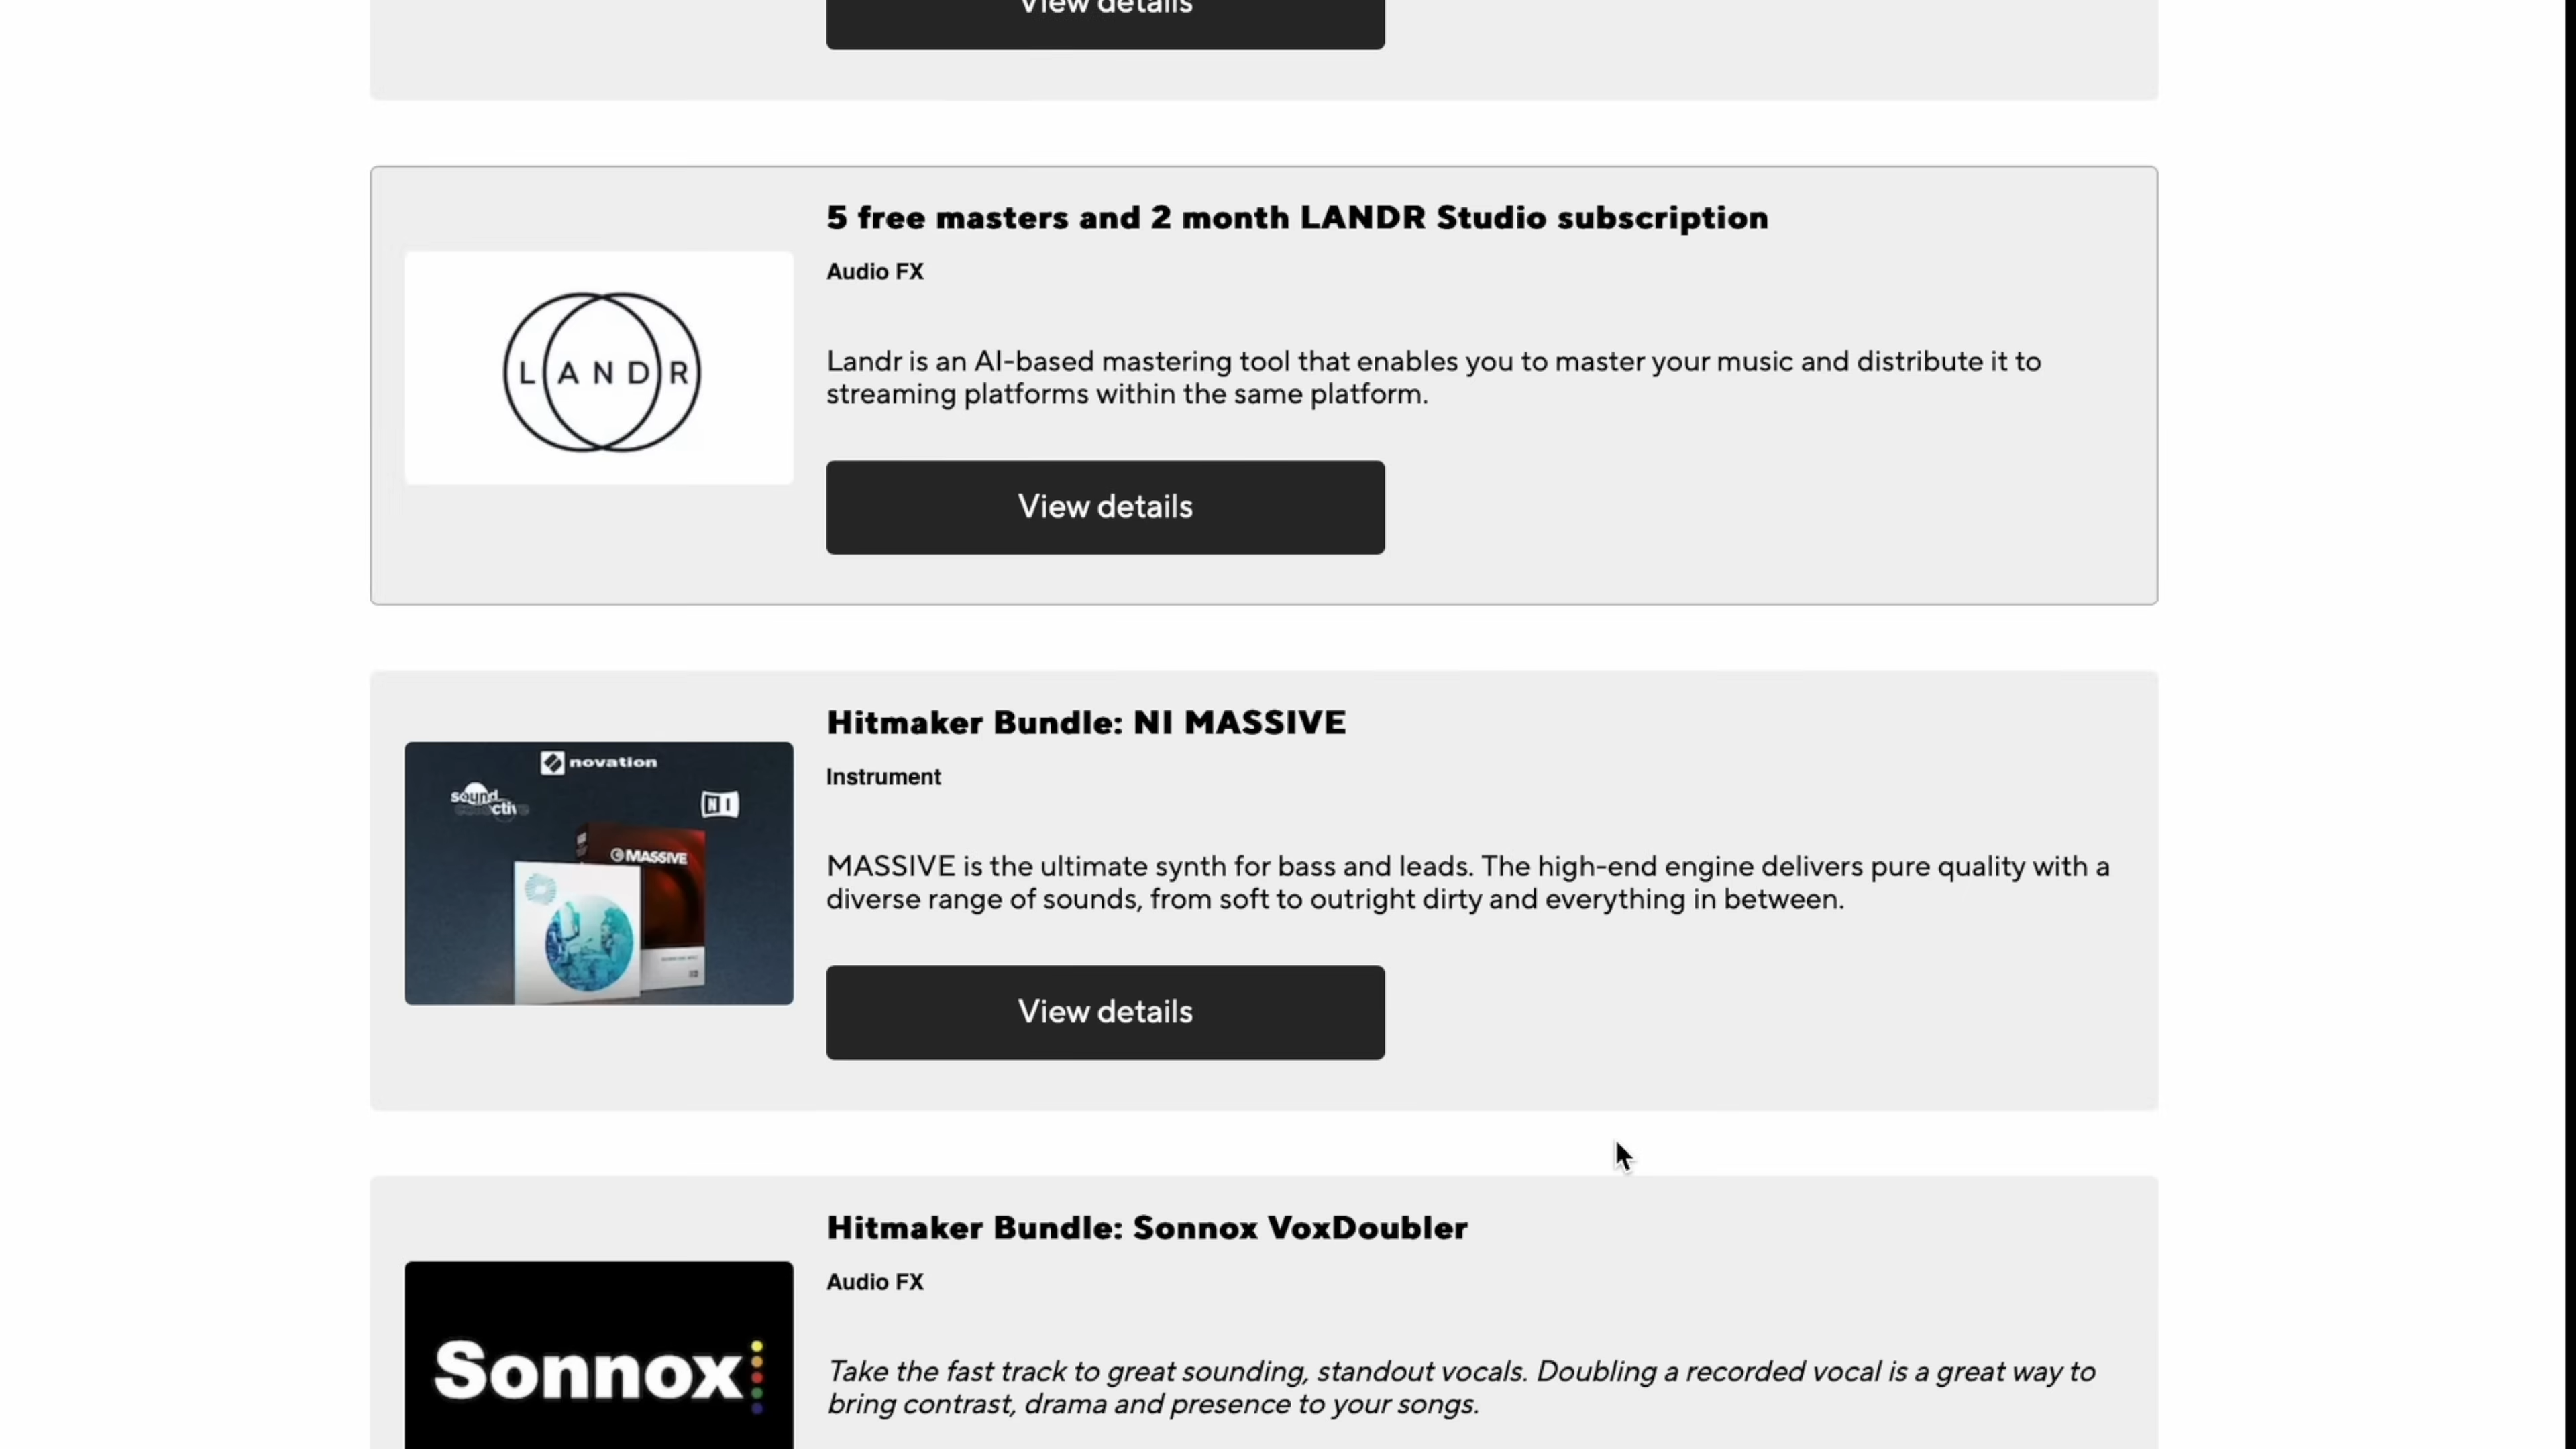 View details
5 free masters and 2 month LANDR Studio subscription
Audio FX
LANDR
Landr is an AI-based mastering tool that enables you to master your music and distribute it to
streaming platforms within the same platform.
View details
Hitmaker Bundle: NI MASSIVE
Instrument
novation
sound
NI
MASSIVE
MASSIVE is the ultimate synth for bass and leads. The high-end engine delivers pure quality with a
diverse range of sounds, from soft to outright dirty and everything in between.
View details
Hitmaker Bundle: Sonnox VoxDoubler
Audio FX
Sonnox
Take the fast track to great sounding, standout vocals. Doubling a recorded vocal is a great way to
bring contrast, drama and presence to your songs.